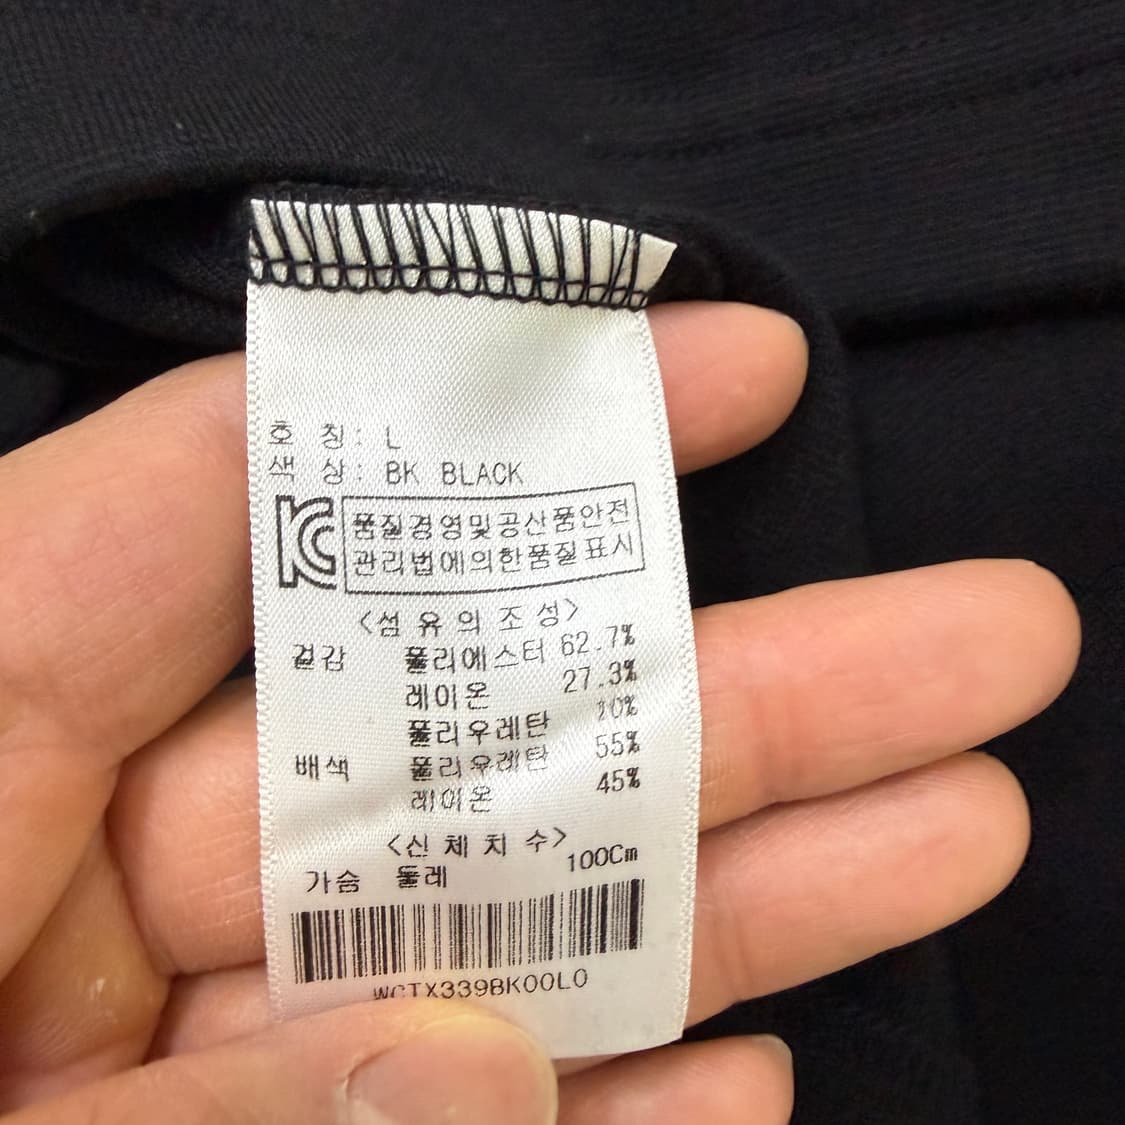 호 칭: L
색 상: BK BLACK
KC
품질경영및공산품안전
관리법에의한품질표시
<섬 유 의 조 성>
겉감 폴리에스터 62.7%
레이온 27.3%
폴리우레탄 10%
배색 폴리우레탄 55%
레이온 45%
<신 체 치 수>
가슴 둘레 100Cm
WCTX339BK00L0